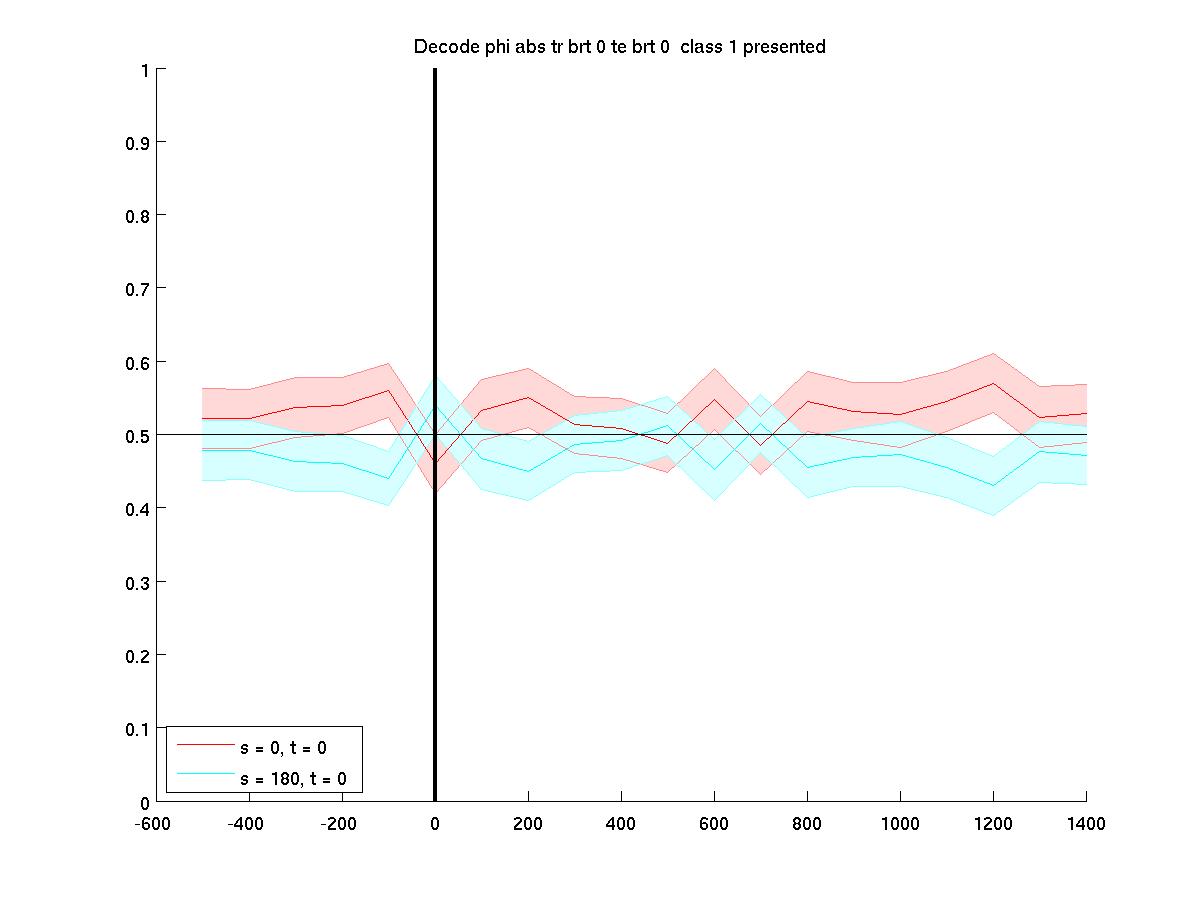 Decode phi abs tr brt 0 te brt 0  class 1 presented
1
0.9
0.8
0.7
0.6
0.5
0.4
0.3
0.2
0.1
0
s = 0, t = 0
s = 180, t = 0
-600 -400 -200 0 200 400 600 800 1000 1200 1400